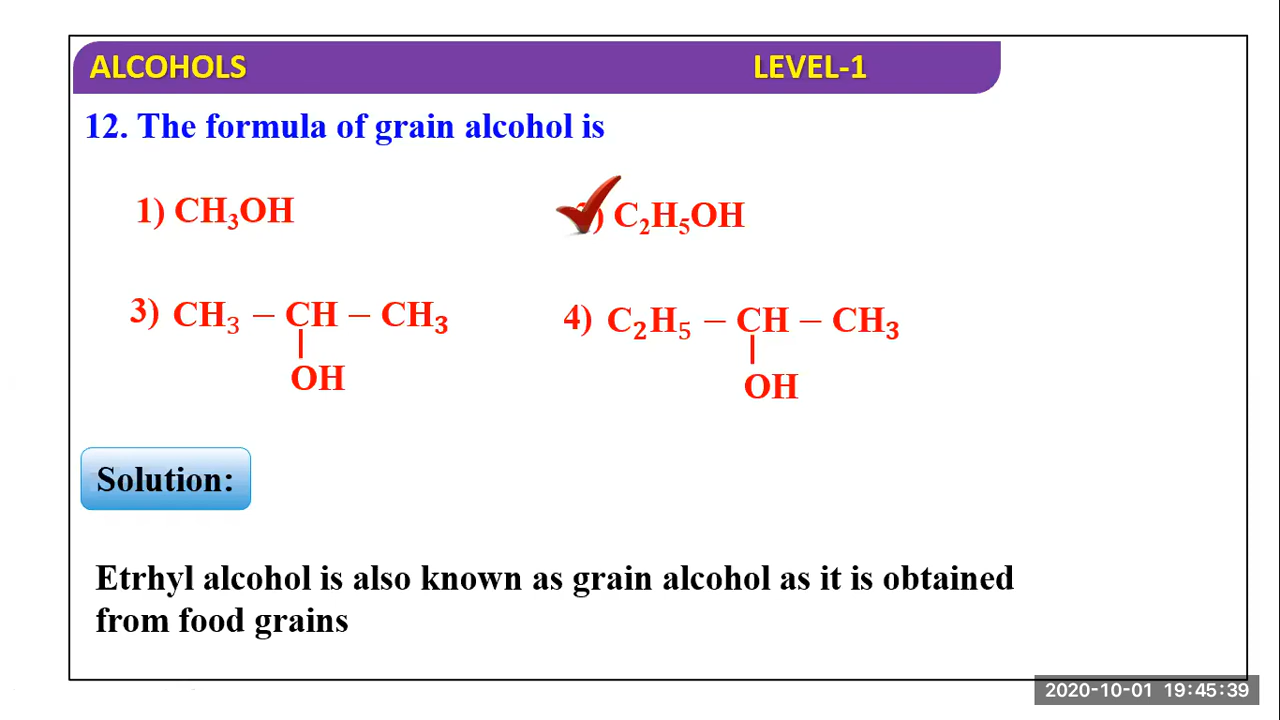 ALCOHOLS LEVEL-1
12. The formula of grain alcohol is
1) CH₃OH
) C₂H₅OH
3) CH₃ – CH – CH₃
OH
4) C₂H₅ – CH – CH₃
OH
Solution:
Etrhyl alcohol is also known as grain alcohol as it is obtained
from food grains
2020-10-01 19:45:39